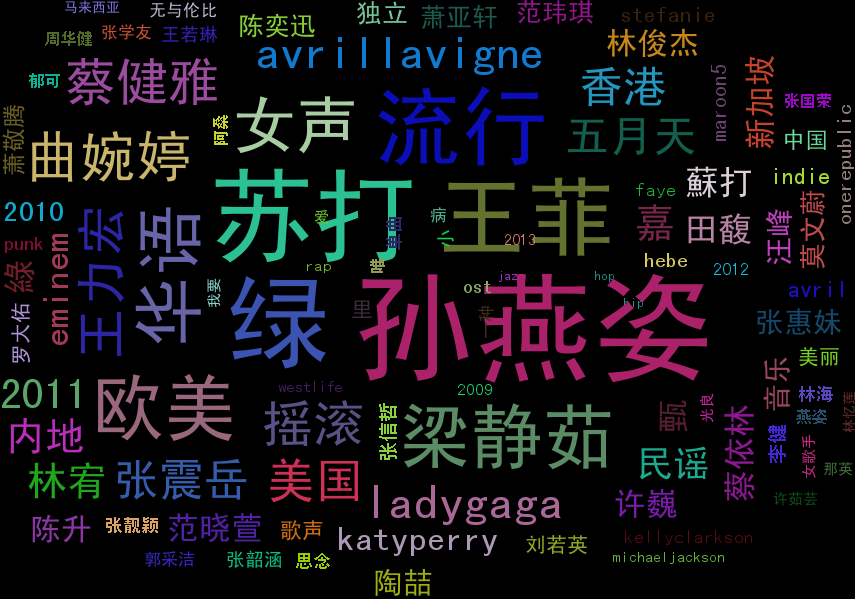 马来西亚
无与伦比
陈奕迅
独立
萧亚轩
范玮琪
stefanie
周华健
张学友
王若琳
avrillavigne
林俊杰
郁可
蔡健雅
香港
maroon5
新加坡
张国荣
萧敬腾
阿桑
女声
流行
五月天
中国
onerepublic
曲婉婷
苏打
王菲
faye
蘇打
indie
2010
王力宏
华语
爱
病
嘉
田馥
汪峰
莫文蔚
punk
曲
小
2013
hebe
綠
eminem
rap
唯
jazz
hop
2012
我要
绿
里
ost
hip
avril
罗大佑
孙燕姿
张惠妹
2011
欧美
westlife
2009
音乐
美丽
摇滚
张信哲
梁静茹
甄
光良
蔡依林
林海
燕姿
林忆莲
内地
李健
女歌手
那英
林宥
张震岳
美国
民谣
ladygaga
许巍
许茹芸
陈升
张靓颖
范晓萱
歌声
katyperry
刘若英
kellyclarkson
郭采洁
张韶涵
思念
michaeljackson
陶喆